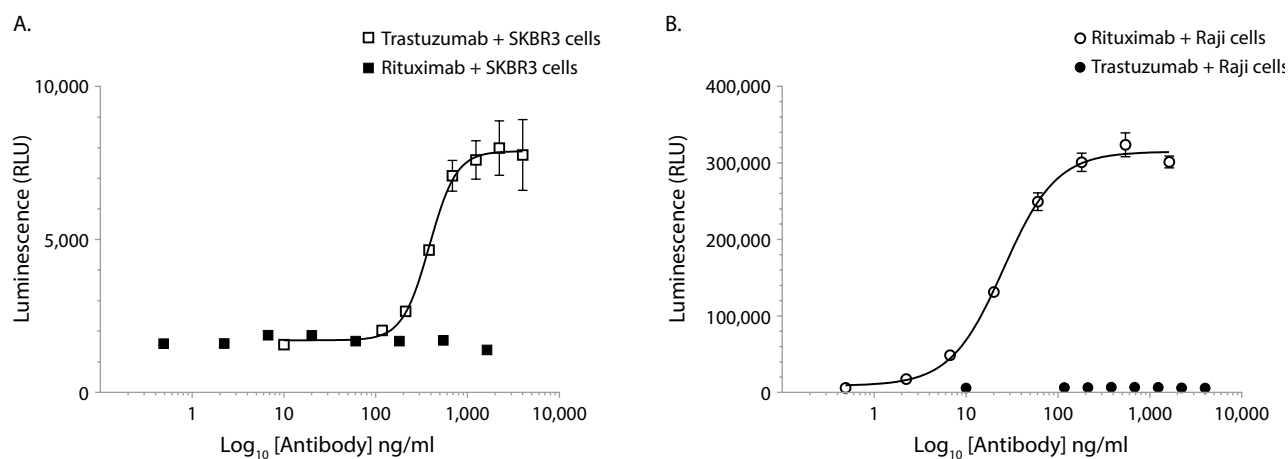 A.
Trastuzumab + SKBR3 cells
Rituximab + SKBR3 cells
10,000
5,000
0
Luminescence (RLU)
1
10
100
1,000
10,000
Log10 [Antibody] ng/ml
B.
Rituximab + Raji cells
Trastuzumab + Raji cells
400,000
300,000
200,000
100,000
0
Luminescence (RLU)
1
10
100
1,000
10,000
Log10 [Antibody] ng/ml